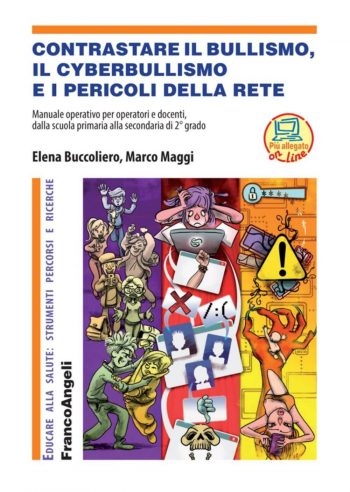 CONTRASTARE IL BULLISMO,
IL CYBERBULLISMO
E I PERICOLI DELLA RETE
Manuale operativo per operatori e docenti,
dalla scuola primaria alla secondaria di 2° grado
Più allegato
on line
Elena Buccoliero, Marco Maggi
EDUCARE ALLA SALUTE: STRUMENTI PERCORSI E RICERCHE
FrancoAngeli
****
!
/:(